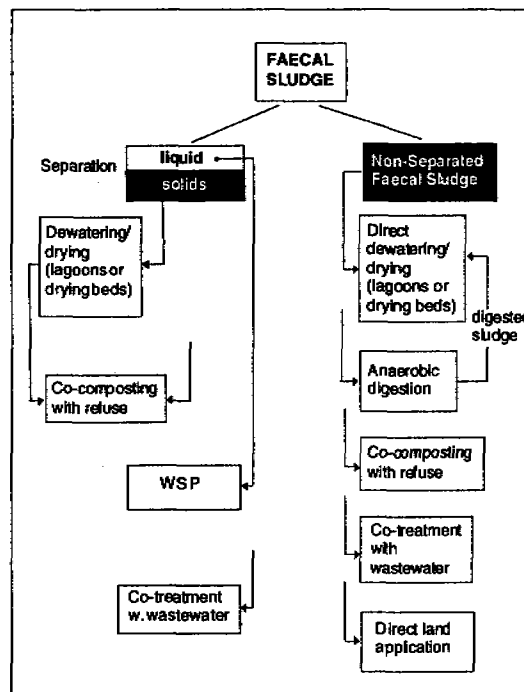 FAECAL
SLUDGE
Separation
liquid
solids
Dewatering/
drying
(lagoons or
drying beds)
Co-composting
with refuse
WSP
Co-treatment
w. wastewater
Non-Separated
Faecal Sludge
Direct
dewatering/
drying
(lagoons or
drying beds)
digested
sludge
Anaerobic
digestion
Co-composting
with refuse
Co-treatment
with
wastewater
Direct land
application